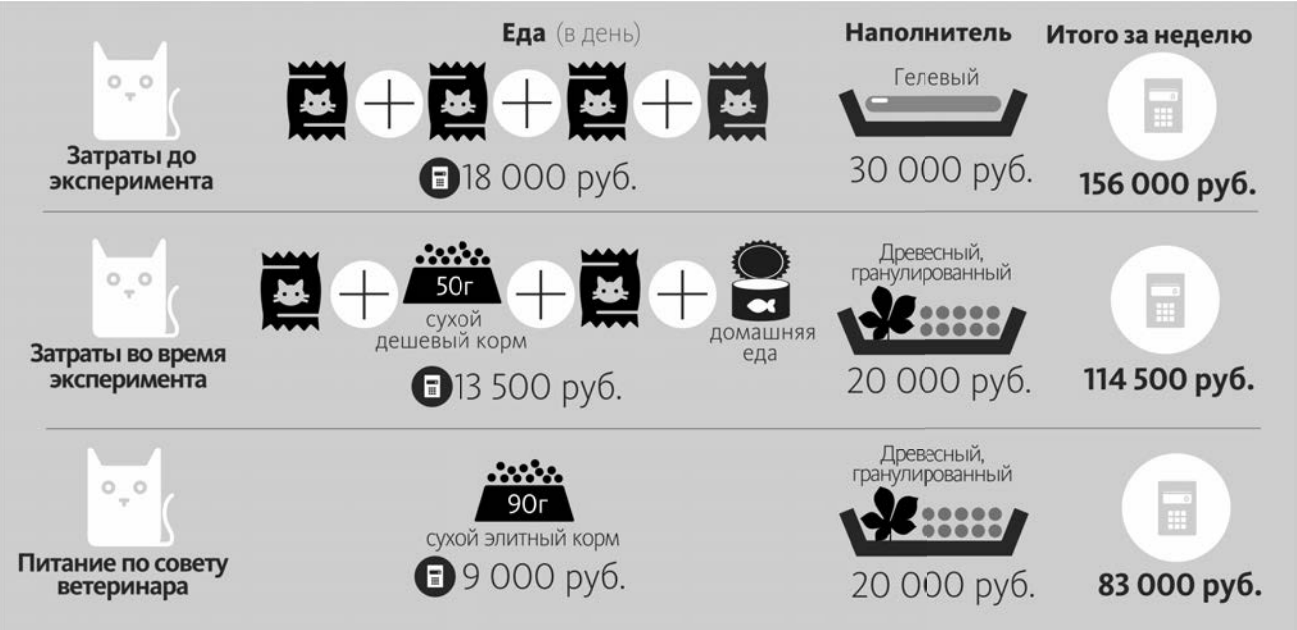 Еда (в день)
Наполнитель
Итого за неделю
Затраты до
эксперимента
18 000 руб.
Гелевый
30 000 руб.
156 000 руб.
Затраты во время
эксперимента
50г
сухой
дешевый корм
домашняя
еда
13 500 руб.
Древесный,
гранулированный
20 000 руб.
114 500 руб.
Питание по совету
ветеринара
90г
сухой элитный корм
9 000 руб.
Древесный,
гранулированный
20 000 руб.
83 000 руб.